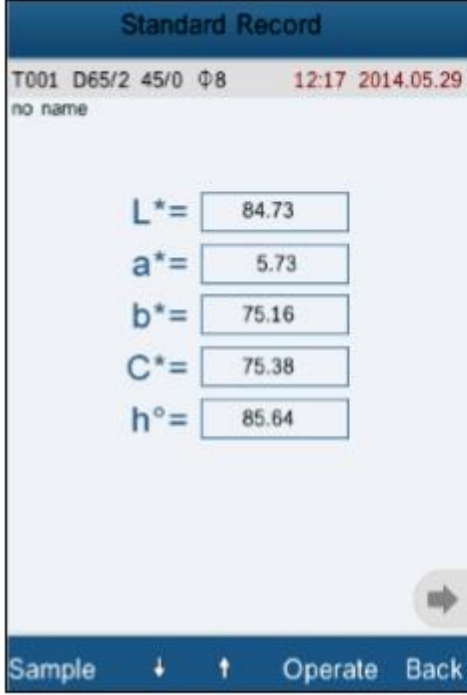 Standard Record
T001 D65/2 45/0 Φ8 12:17 2014.05.29
no name
L*= 84.73
a*= 5.73
b*= 75.16
C*= 75.38
h°= 85.64
Sample ↓ ↑ Operate Back